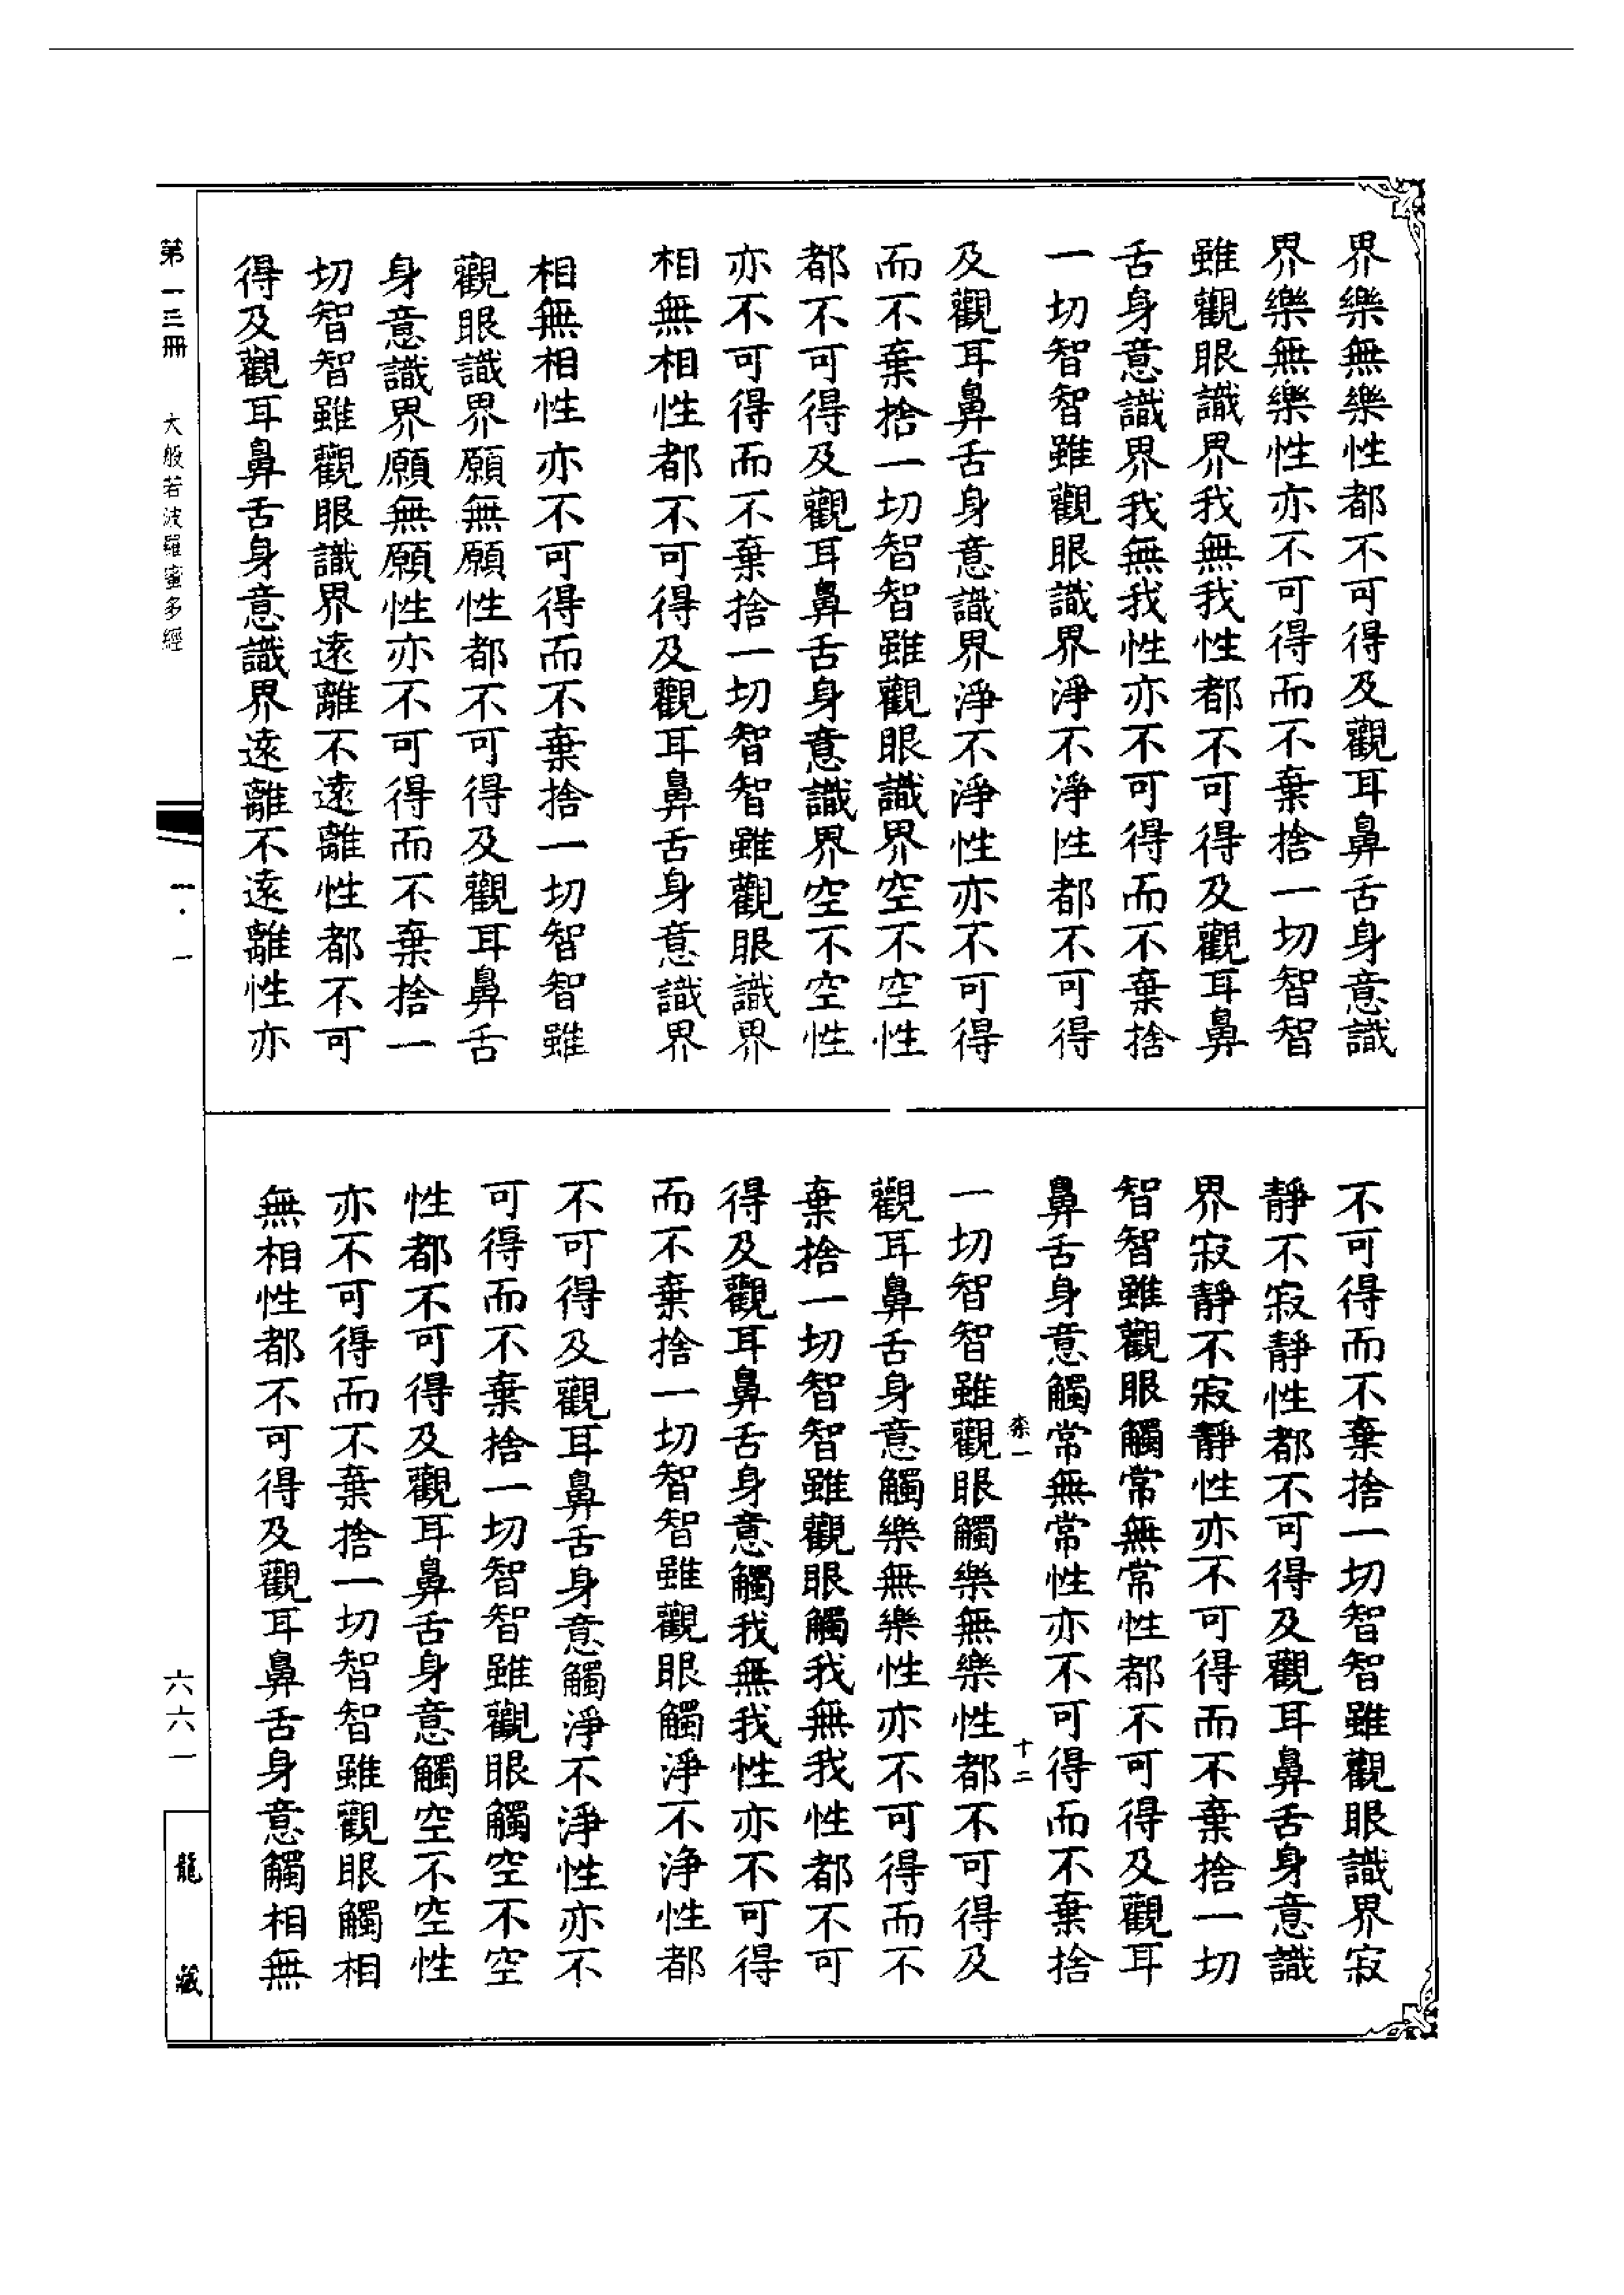 界樂無樂性都不可得及觀耳鼻舌身意識
界樂無樂性亦不可得而不棄捨一切智智
雖觀眼識界我無我性都不可得及觀耳鼻
舌身意識界我無我性亦不可得而不棄捨
一切智智雖觀眼識界淨不淨性都不可得
及觀耳鼻舌身意識界淨不淨性亦不可得
而不棄捨一切智智雖觀眼識界空不空性
都不可得及觀耳鼻舌身意識界空不空性
亦不可得而不棄捨一切智智雖觀眼識界
相無相性都不可得及觀耳鼻舌身意識界
相無相性亦不可得而不棄捨一切智智雖
觀眼識界願無願性都不可得及觀耳鼻舌
身意識界願無願性亦不可得而不棄捨一
切智智雖觀眼識界遠離不遠離性都不可
得及觀耳鼻舌身意識界遠離不遠離性亦
不可得而不棄捨一切智智雖觀眼識界寂
靜不寂靜性都不可得及觀耳鼻舌身意識
界寂靜不寂靜性亦不可得而不棄捨一切
智智雖觀眼觸常無常性都不可得及觀耳
鼻舌身意觸常無常性亦不可得而不棄捨
柰一 十二
一切智智雖觀眼觸樂無樂性都不可得及
觀耳鼻舌身意觸樂無樂性亦不可得而不
棄捨一切智智雖觀眼觸我無我性都不可
得及觀耳鼻舌身意觸我無我性亦不可得
而不棄捨一切智智雖觀眼觸淨不淨性都
不可得及觀耳鼻舌身意觸淨不淨性亦不
可得而不棄捨一切智智雖觀眼觸空不空
性都不可得及觀耳鼻舌身意觸空不空性
亦不可得而不棄捨一切智智雖觀眼觸相
無相性都不可得及觀耳鼻舌身意觸相無
第一三冊 大般若波羅蜜多經 一·一 六六一 龍藏